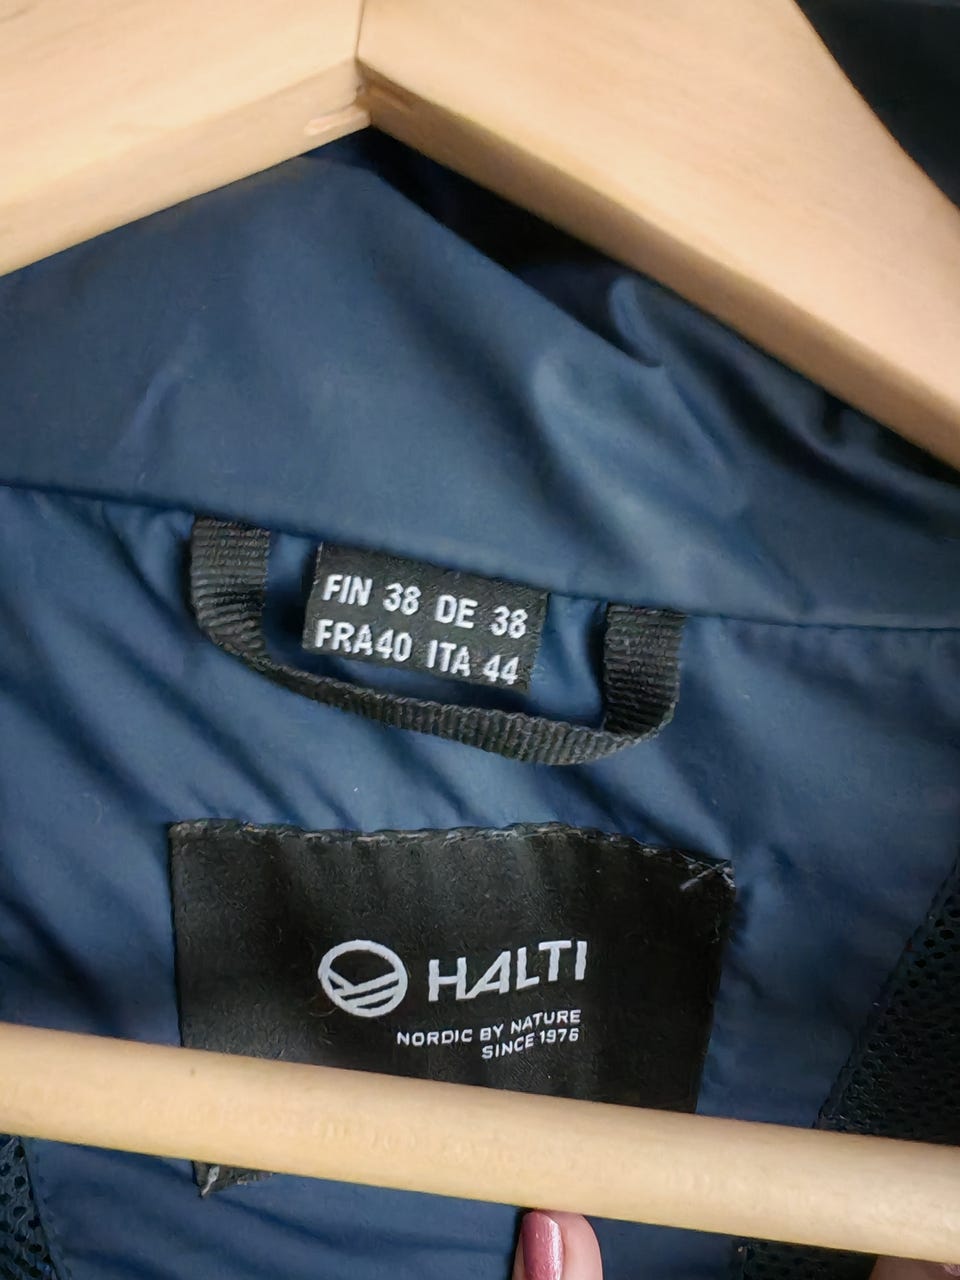 FIN 38 DE 38
FRA40 ITA 44
HALTI
NORDIC BY NATURE
SINCE 1976